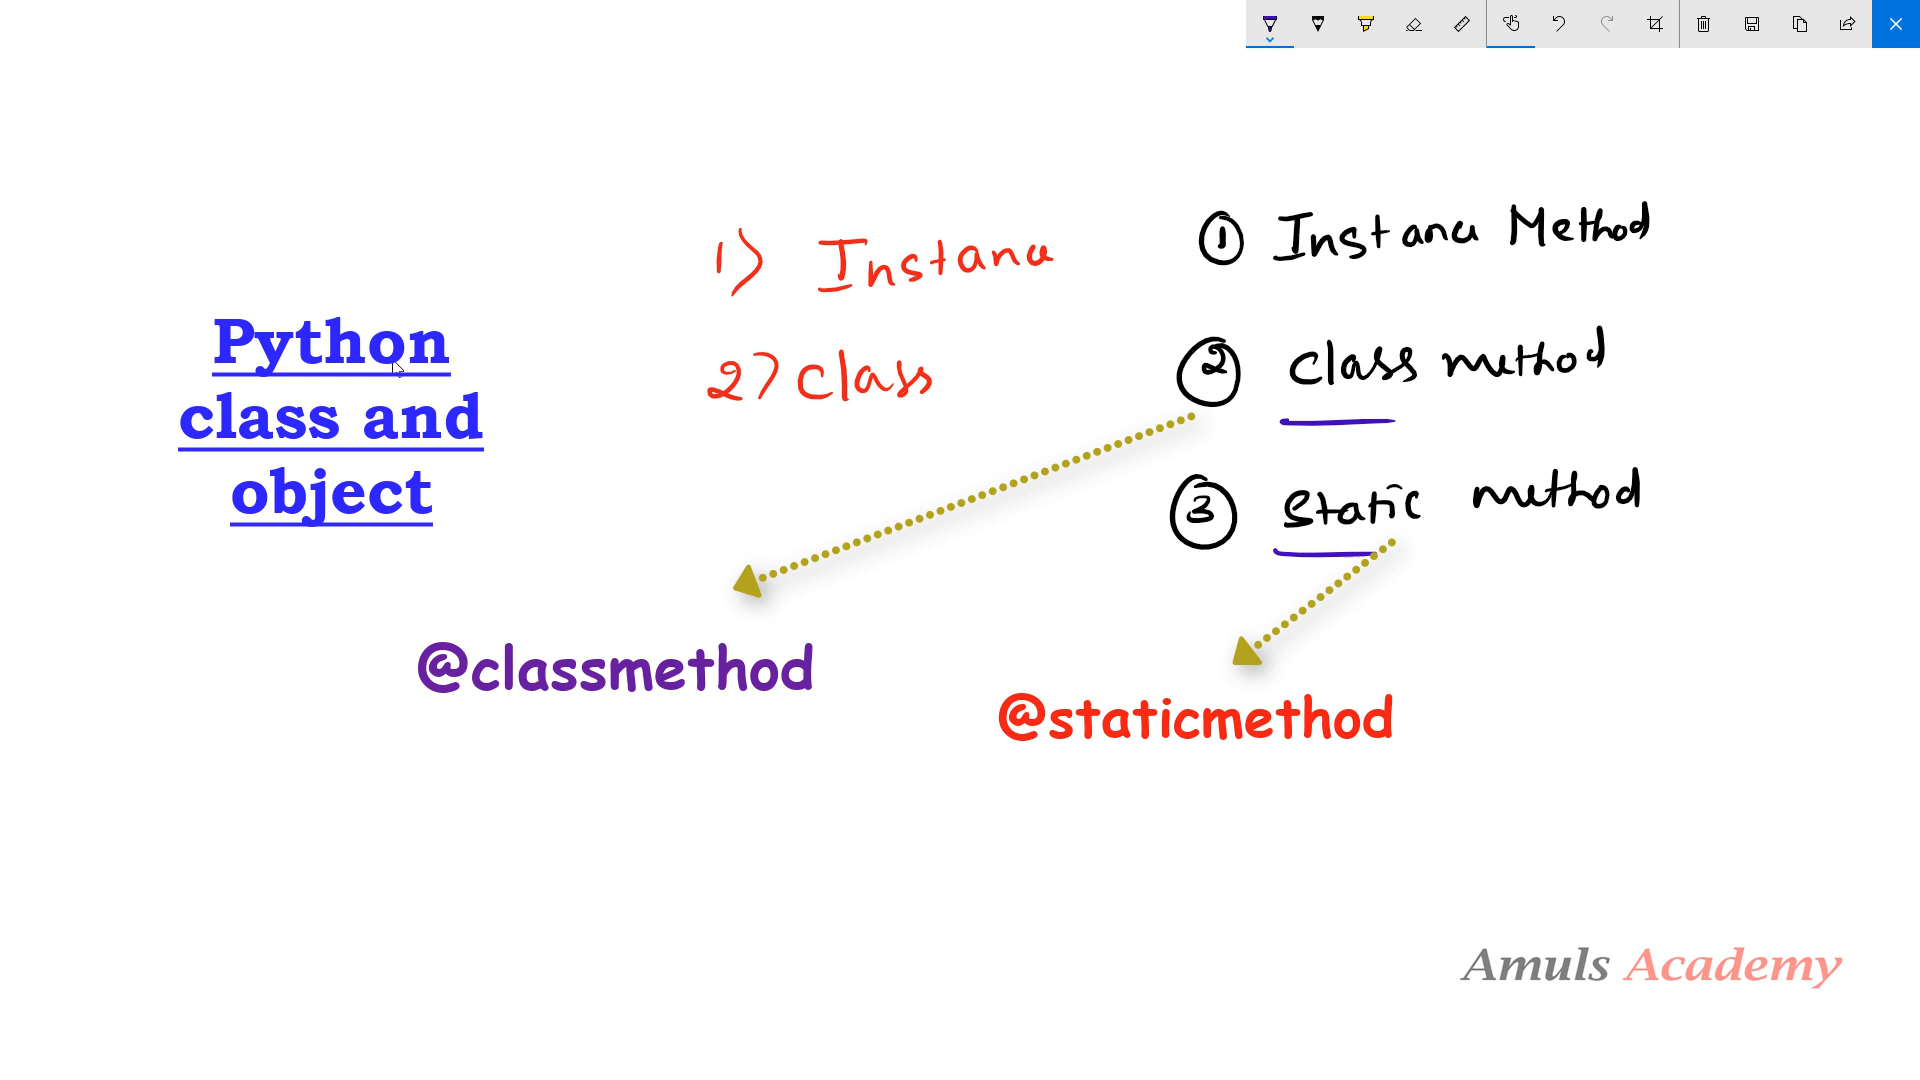 Python
class and
object
1) Instance
2) class
① Instance Method
② class method
③ static method
@classmethod
@staticmethod
Amuls Academy